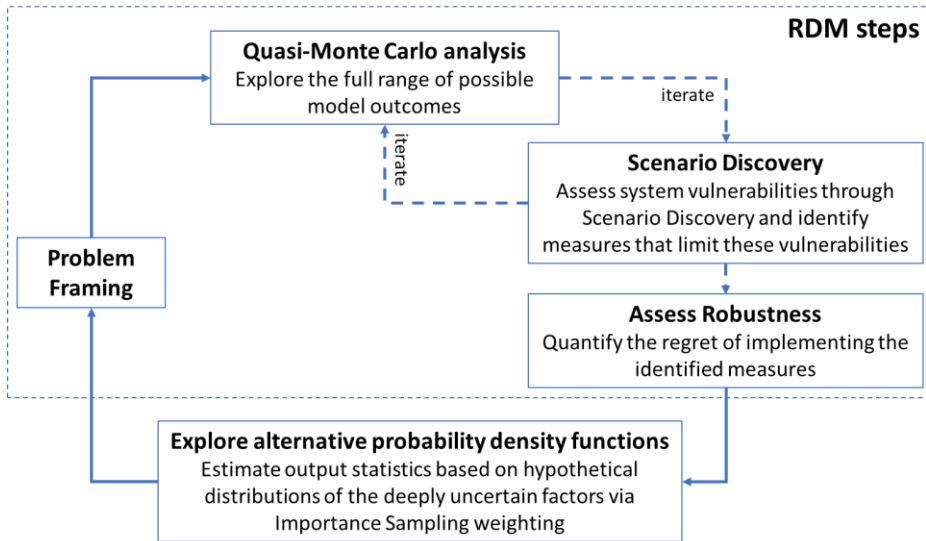 RDM steps
Quasi-Monte Carlo analysis
Explore the full range of possible
model outcomes
iterate
iterate
Scenario Discovery
Assess system vulnerabilities through
Scenario Discovery and identify
measures that limit these vulnerabilities
Problem
Framing
Assess Robustness
Quantify the regret of implementing the
identified measures
Explore alternative probability density functions
Estimate output statistics based on hypothetical
distributions of the deeply uncertain factors via
Importance Sampling weighting